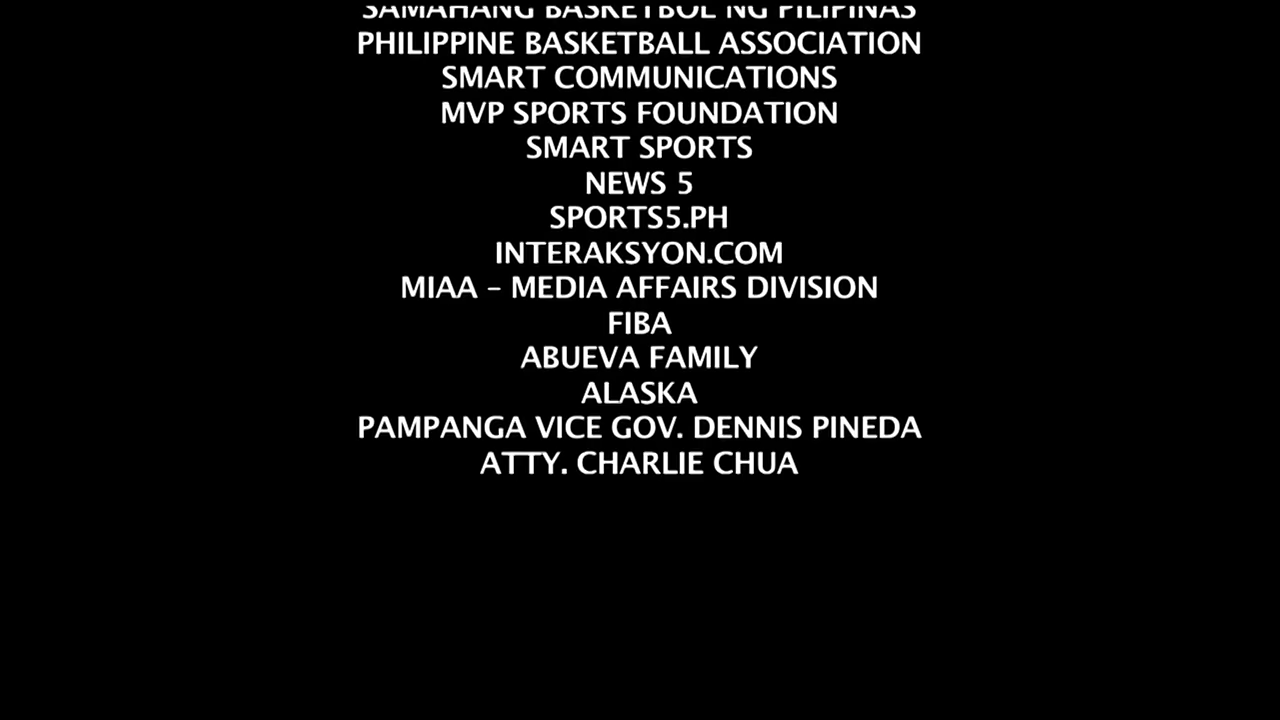 SAMAHANG BASKETBOL NG PILIPINAS
PHILIPPINE BASKETBALL ASSOCIATION
SMART COMMUNICATIONS
MVP SPORTS FOUNDATION
SMART SPORTS
NEWS 5
SPORTS5.PH
INTERAKSYON.COM
MIAA – MEDIA AFFAIRS DIVISION
FIBA
ABUEVA FAMILY
ALASKA
PAMPANGA VICE GOV. DENNIS PINEDA
ATTY. CHARLIE CHUA